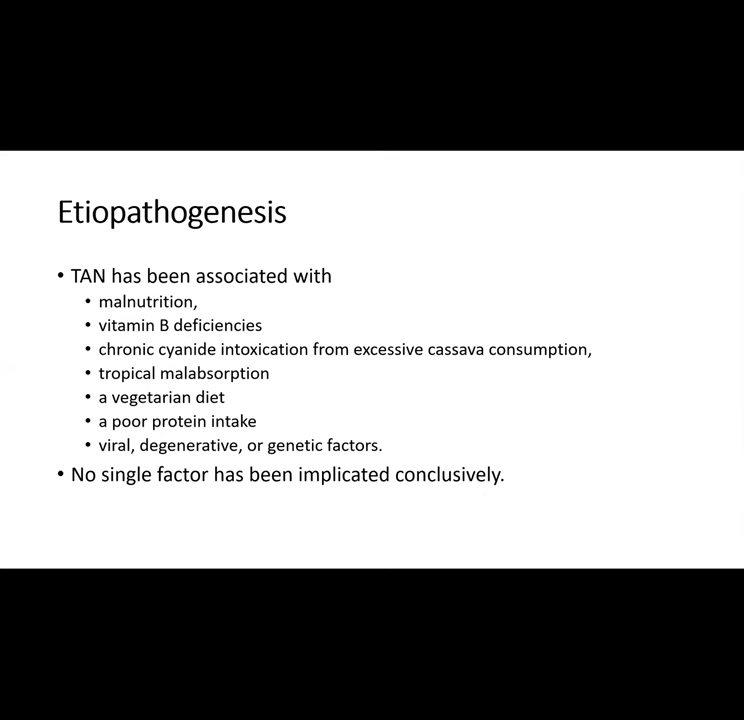 Etiopathogenesis
• TAN has been associated with
• malnutrition,
• vitamin B deficiencies
• chronic cyanide intoxication from excessive cassava consumption,
• tropical malabsorption
• a vegetarian diet
• a poor protein intake
• viral, degenerative, or genetic factors.
• No single factor has been implicated conclusively.